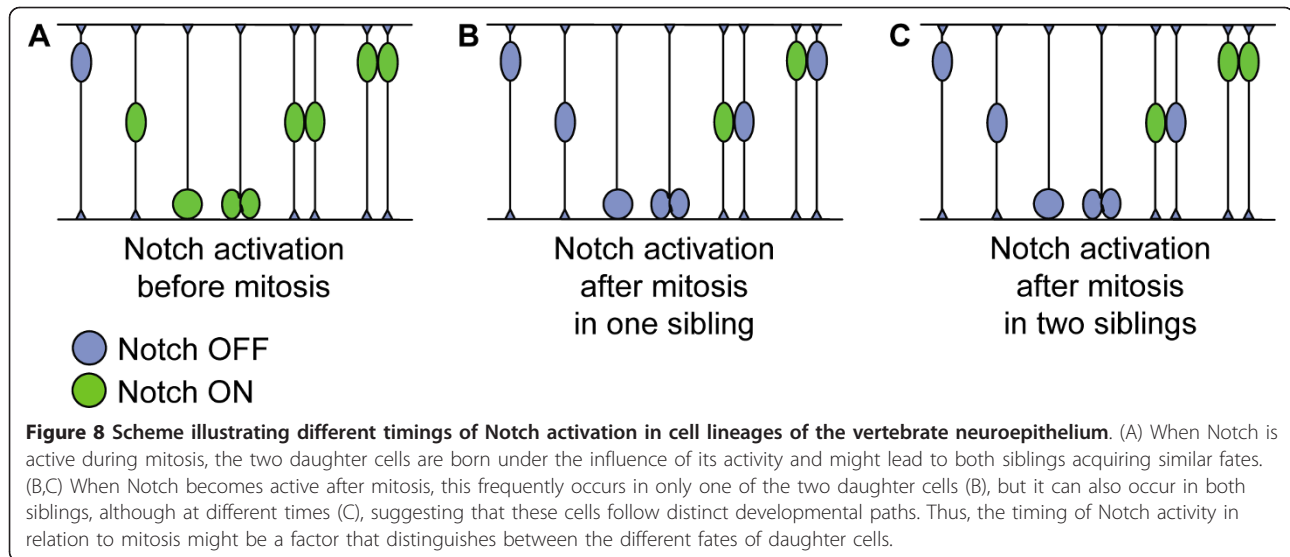 A
B
C
Notch activation
before mitosis
Notch activation
after mitosis
in one sibling
Notch activation
after mitosis
in two siblings
Notch OFF
Notch ON
Figure 8 Scheme illustrating different timings of Notch activation in cell lineages of the vertebrate neuroepithelium. (A) When Notch is
active during mitosis, the two daughter cells are born under the influence of its activity and might lead to both siblings acquiring similar fates.
(B,C) When Notch becomes active after mitosis, this frequently occurs in only one of the two daughter cells (B), but it can also occur in both
siblings, although at different times (C), suggesting that these cells follow distinct developmental paths. Thus, the timing of Notch activity in
relation to mitosis might be a factor that distinguishes between the different fates of daughter cells.